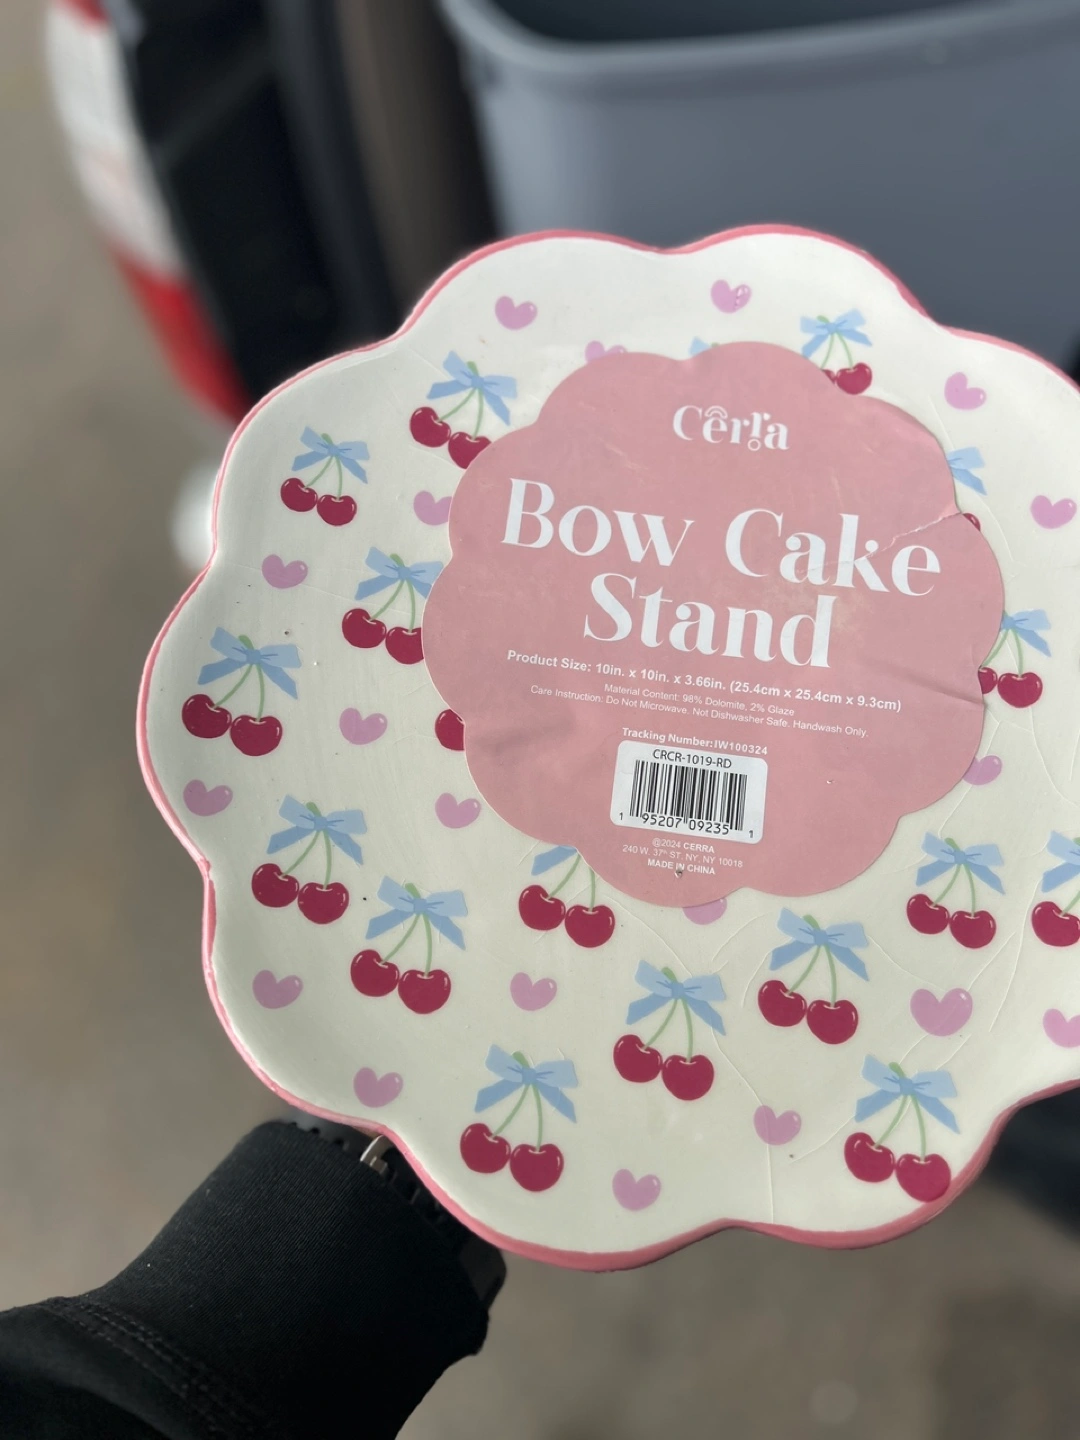 Cerra
Bow Cake
Stand
Product Size: 10in. x 10in. x 3.66in. (25.4cm x 25.4cm x 9.3cm)
Material Content: 98% Dolomite, 2% Glaze
Care Instruction: Do Not Microwave. Not Dishwasher Safe. Handwash Only.
Tracking Number: IW100324
CRCR-1019-RD
1 95207 09235 1
@2024 CERRA
240 W. 37th ST, NY, NY 10018
MADE IN CHINA